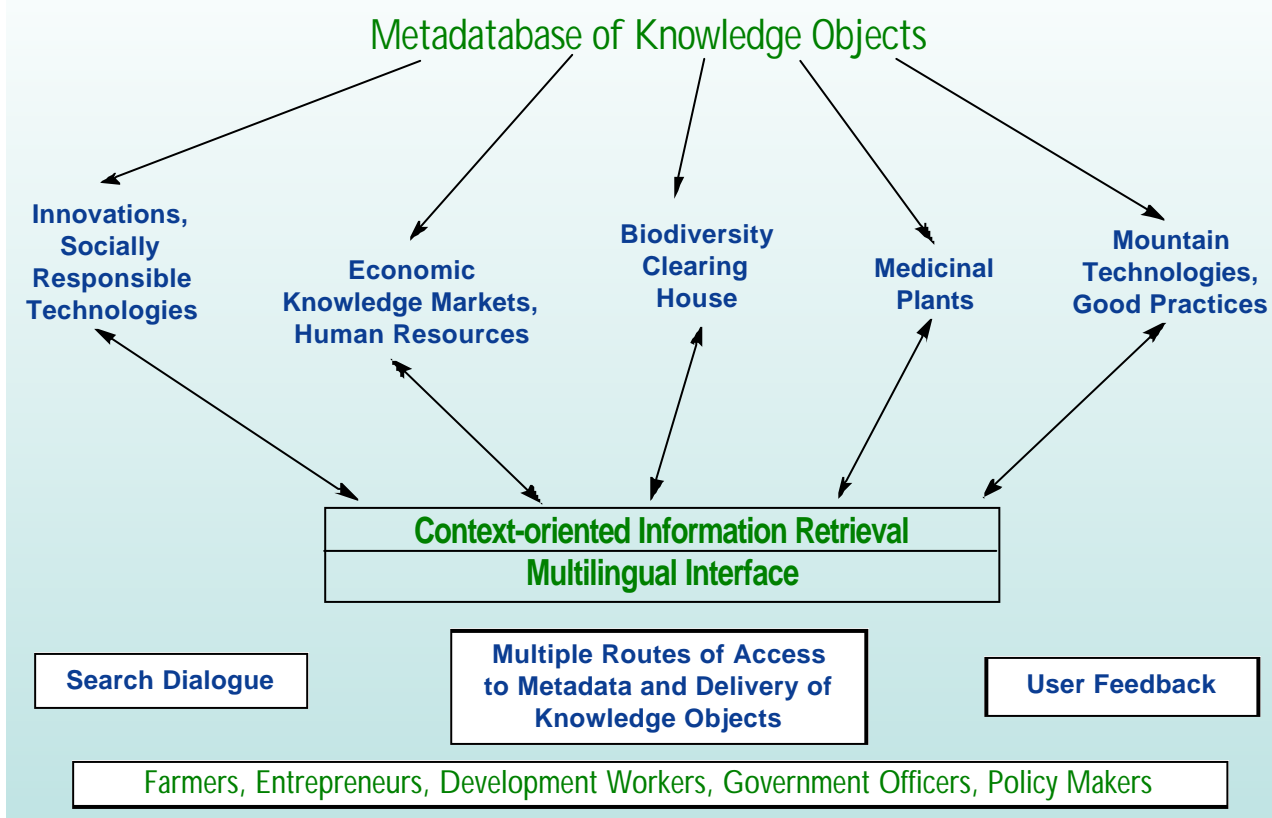 Metadatabase of Knowledge Objects
Innovations,
Socially
Responsible
Technologies
Economic
Knowledge Markets,
Human Resources
Biodiversity
Clearing
House
Medicinal
Plants
Mountain
Technologies,
Good Practices
Context-oriented Information Retrieval
Multilingual Interface
Search Dialogue
Multiple Routes of Access
to Metadata and Delivery of
Knowledge Objects
User Feedback
Farmers, Entrepreneurs, Development Workers, Government Officers, Policy Makers